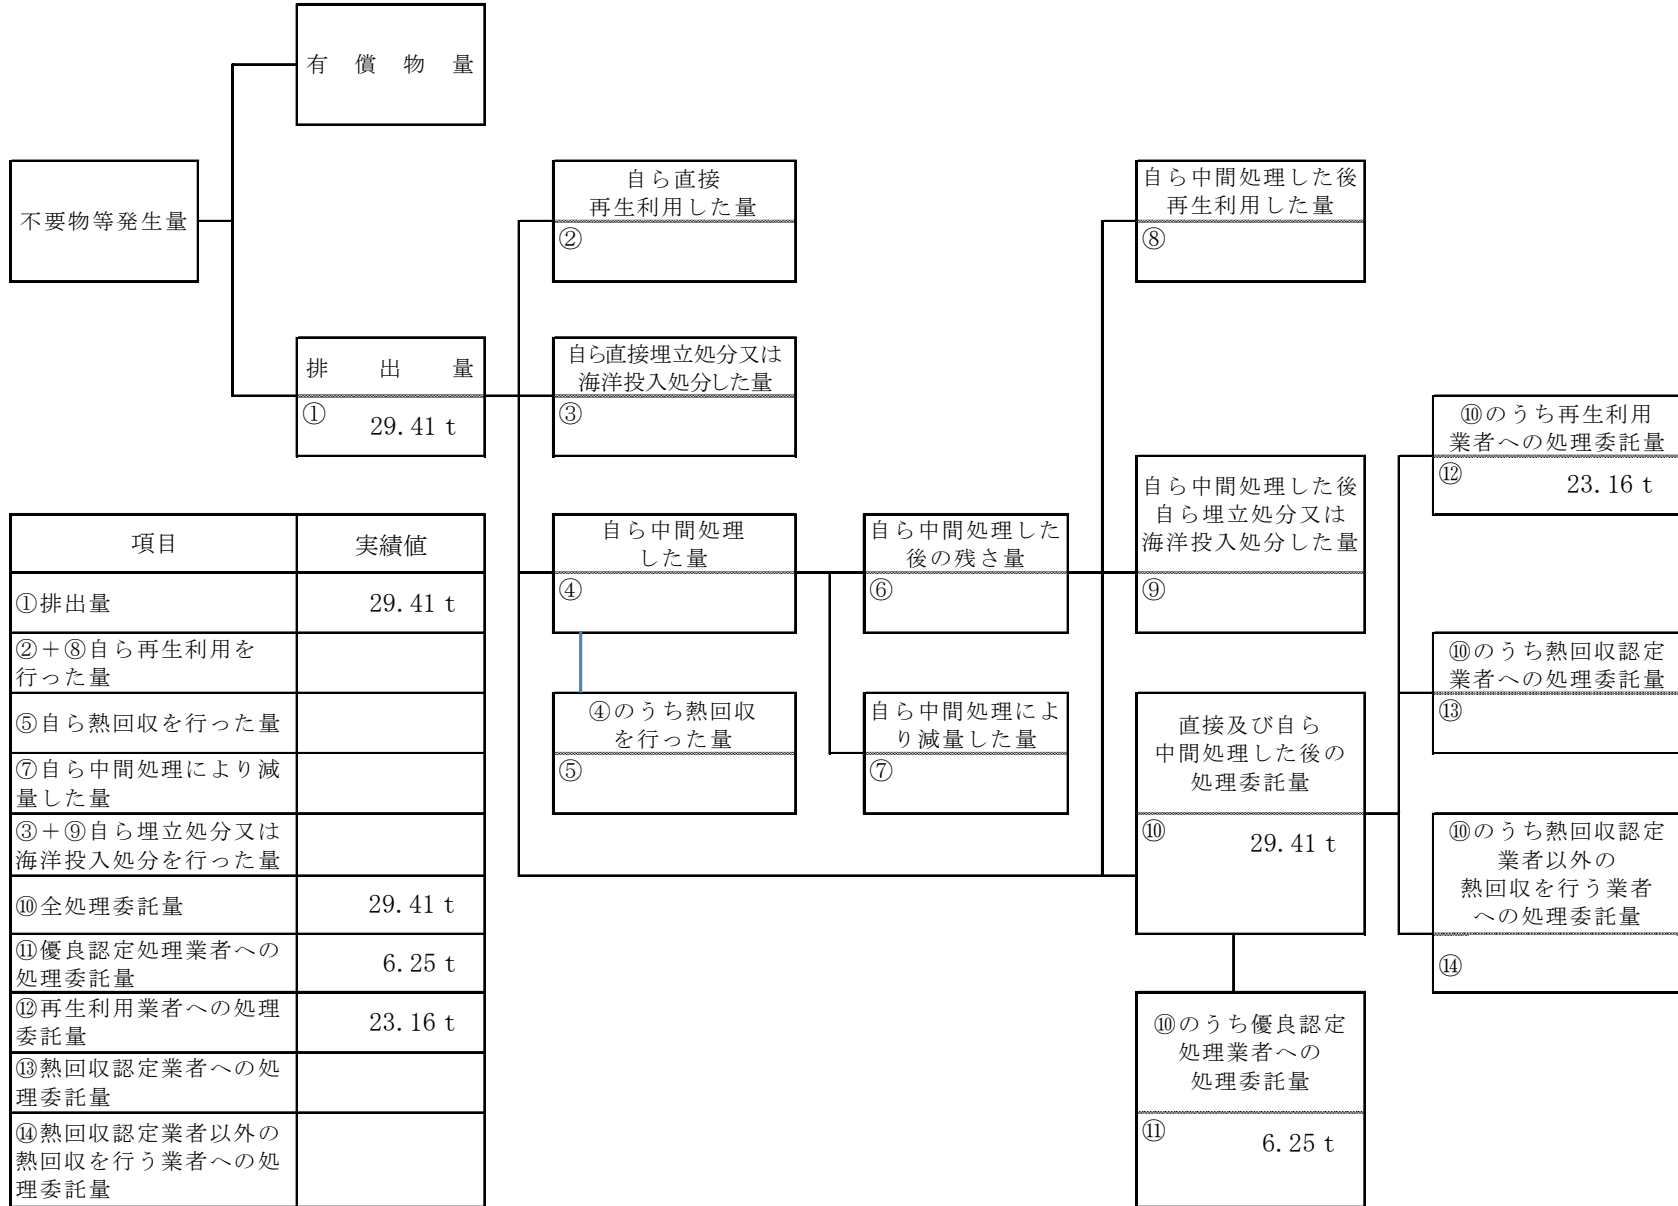 有償物量
不要物等発生量
排出量
①
29.41 t
自ら直接
再生利用した量
②
自ら直接埋立処分又は
海洋投入処分した量
③
自ら中間処理
した量
④
④のうち熱回収
を行った量
⑤
自ら中間処理した
後の残さ量
⑥
自ら中間処理によ
り減量した量
⑦
自ら中間処理した後
再生利用した量
⑧
自ら中間処理した後
自ら埋立処分又は
海洋投入処分した量
⑨
直接及び自ら
中間処理した後の
処理委託量
⑩
29.41 t
⑩のうち優良認定
処理業者への
処理委託量
⑪
6.25 t
⑩のうち再生利用
業者への処理委託量
⑫
23.16 t
⑩のうち熱回収認定
業者への処理委託量
⑬
⑩のうち熱回収認定
業者以外の
熱回収を行う業者
への処理委託量
⑭
項目 実績値
①排出量 29.41 t
②＋⑧自ら再生利用を
行った量
⑤自ら熱回収を行った量
⑦自ら中間処理により減
量した量
③＋⑨自ら埋立処分又は
海洋投入処分を行った量
⑩全処理委託量 29.41 t
⑪優良認定処理業者への
処理委託量 6.25 t
⑫再生利用業者への処理
委託量 23.16 t
⑬熱回収認定業者への処
理委託量
⑭熱回収認定業者以外の
熱回収を行う業者への処
理委託量